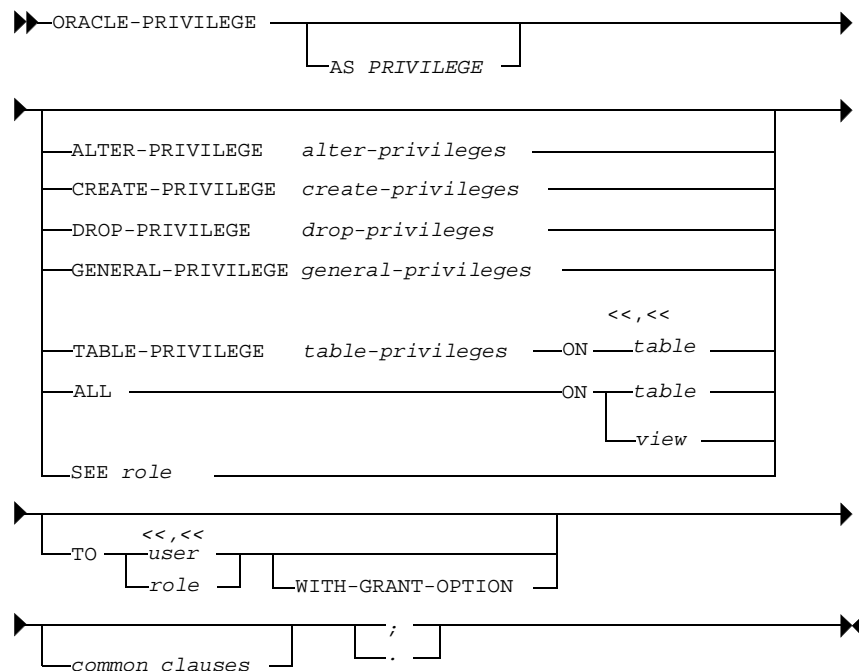 ORACLE-PRIVILEGE
AS PRIVILEGE
ALTER-PRIVILEGE alter-privileges
CREATE-PRIVILEGE create-privileges
DROP-PRIVILEGE drop-privileges
GENERAL-PRIVILEGE general-privileges
<<,<<
TABLE-PRIVILEGE table-privileges ON table
ALL ON table
view
SEE role
<<,<<
TO user
role WITH-GRANT-OPTION
;
common clauses .